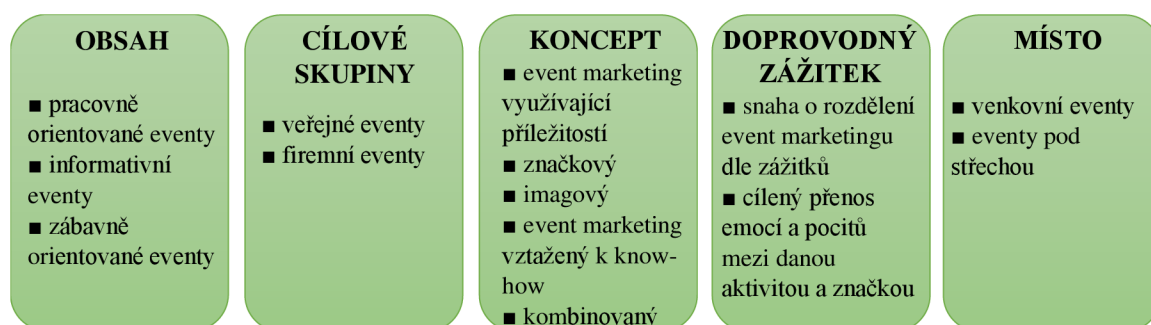 OBSAH
■ pracovně
orientované eventy
■ informativní
eventy
■ zábavně
orientované eventy
CÍLOVÉ
SKUPINY
■ veřejné eventy
■ firemní eventy
KONCEPT
■ event marketing
využívající
příležitostí
■ značkový
■ imagový
■ event marketing
vztažený k know-
how
■ kombinovaný
DOPROVODNÝ
ZÁŽITEK
■ snaha o rozdělení
event marketingu
dle zážitků
■ cílený přenos
emocí a pocitů
mezi danou
aktivitou a značkou
MÍSTO
■ venkovní eventy
■ eventy pod
střechou